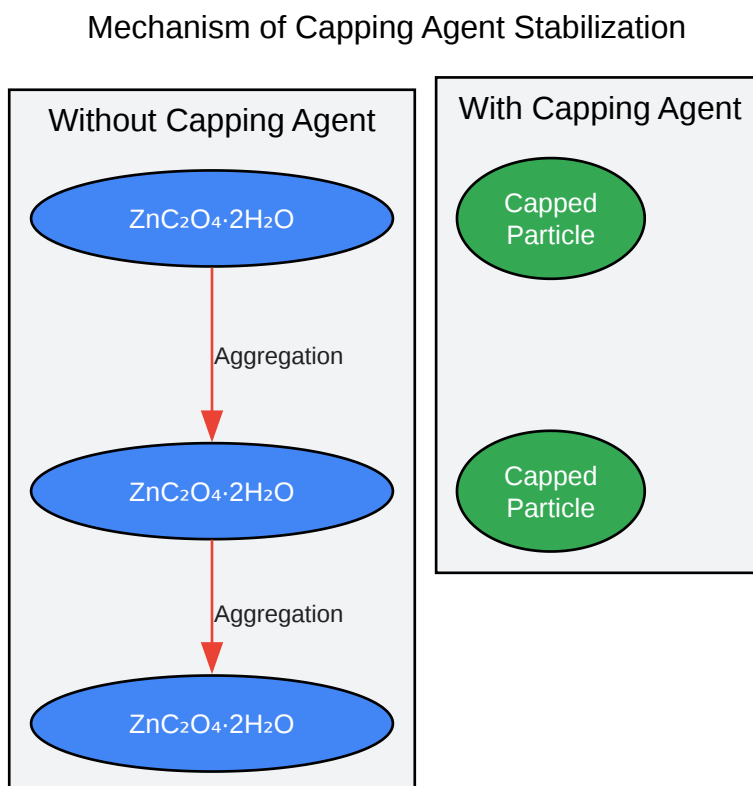 Mechanism of Capping Agent Stabilization
Without Capping Agent
ZnC₂O₄·2H₂O
Aggregation
ZnC₂O₄·2H₂O
Aggregation
ZnC₂O₄·2H₂O
With Capping Agent
Capped
Particle
Capped
Particle